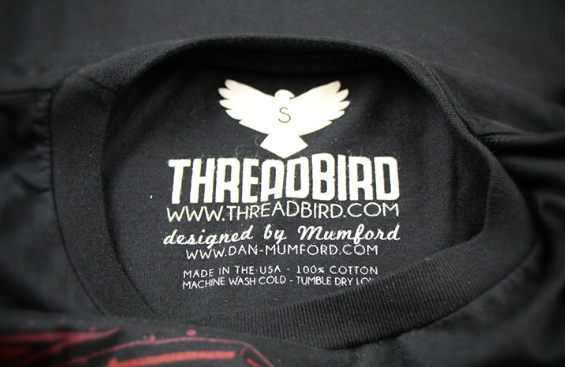 S
THREADBIRD
WWW.THREADBIRD.COM
designed by Mumford
WWW.DAN-MUMFORD.COM
MADE IN THE USA - 100% COTTON
MACHINE WASH COLD - TUMBLE DRY